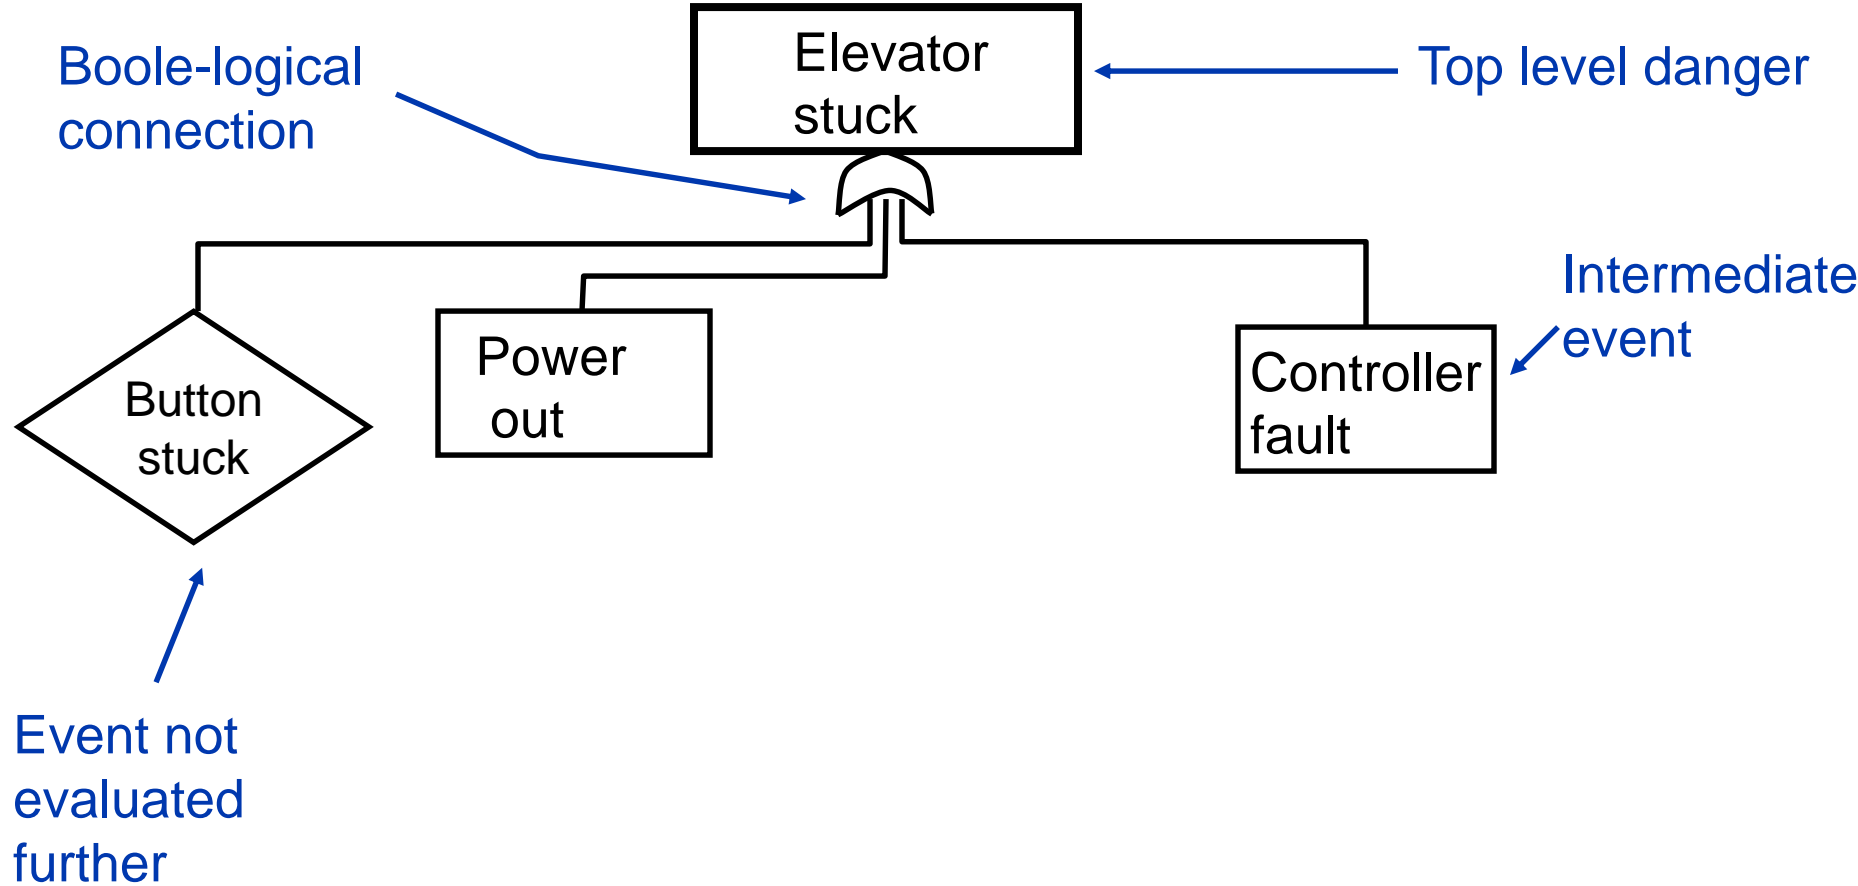 Boole-logical
connection
Elevator
stuck
Top level danger
Button
stuck
Power
out
Controller
fault
Intermediate
event
Event not
evaluated
further